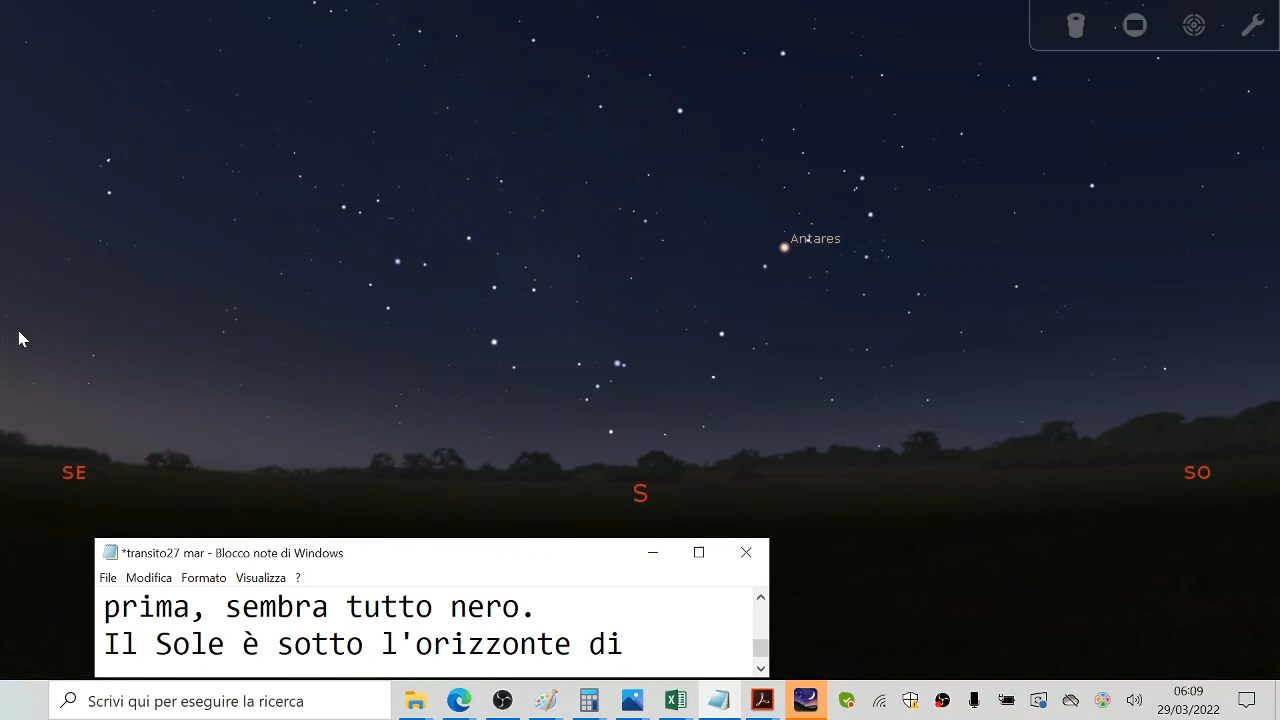 Antares
SE
S
SO
*transito27 mar - Blocco note di Windows
File Modifica Formato Visualizza ?
prima, sembra tutto nero.
Il Sole è sotto l'orizzonte di
Scrivi qui per eseguire la ricerca
06:09
29/03/2022